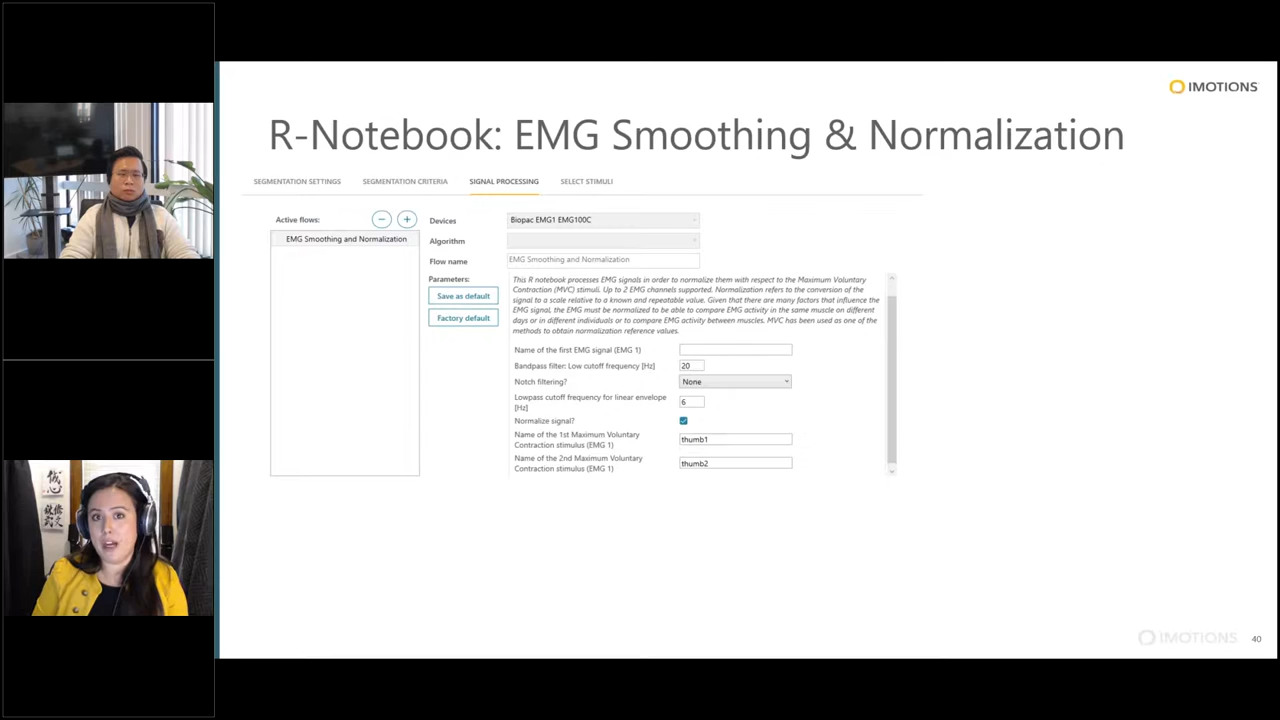 IMOTIONS
R-Notebook: EMG Smoothing & Normalization
SEGMENTATION SETTINGS
SEGMENTATION CRITERIA
SIGNAL PROCESSING
SELECT STIMULI
Active flows:
EMG Smoothing and Normalization
Devices
Biopac EMG1 EMG100C
Algorithm
Flow name
EMG Smoothing and Normalization
Parameters:
Save as default
Factory default
This R notebook processes EMG signals in order to normalize them with respect to the Maximum Voluntary
Contraction (MVC) stimuli. Up to 2 EMG channels supported. Normalization refers to the conversion of the
signal to a scale relative to a known and repeatable value. Given that there are many factors that influence the
EMG signal, the EMG must be normalized to be able to compare EMG activity in the same muscle on different
days or in different individuals or to compare EMG activity between muscles. MVC has been used as one of the
methods to obtain normalization reference values.
Name of the first EMG signal (EMG 1)
Bandpass filter: Low cutoff frequency [Hz]
20
Notch filtering?
None
Lowpass cutoff frequency for linear envelope
[Hz]
6
Normalize signal?
Name of the 1st Maximum Voluntary
Contraction stimulus (EMG 1)
thumb1
Name of the 2nd Maximum Voluntary
Contraction stimulus (EMG 1)
thumb2
IMOTIONS
40